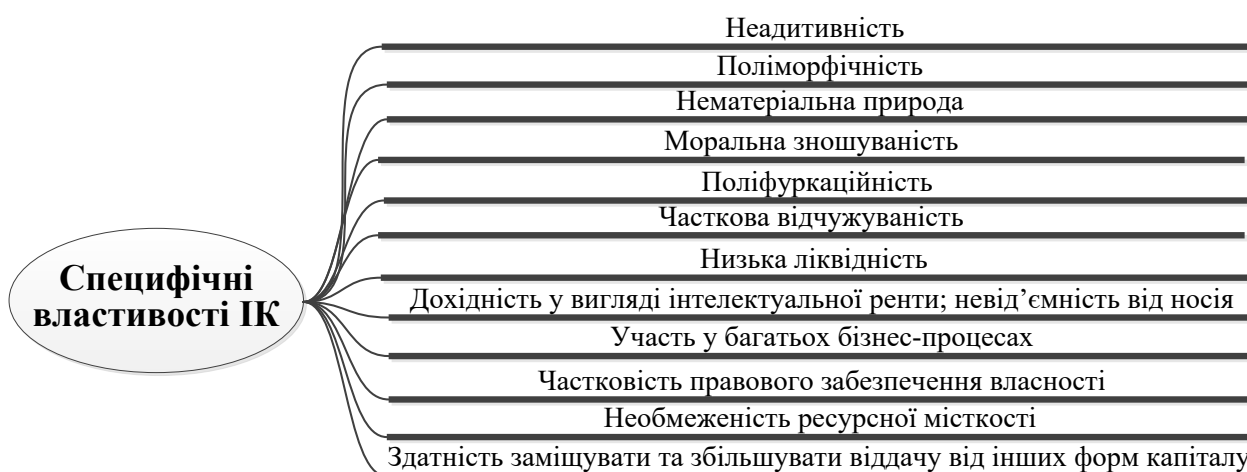 Неадитивність
Поліморфічність
Нематеріальна природа
Моральна зношуваність
Поліфуркаційність
Часткова відчужуваність
Низька ліквідність
Дохідність у вигляді інтелектуальної ренти; невід’ємність від носія
Участь у багатьох бізнес-процесах
Частковість правового забезпечення власності
Необмеженість ресурсної місткості
Здатність заміщувати та збільшувати віддачу від інших форм капіталу
Специфічні
властивості ІК